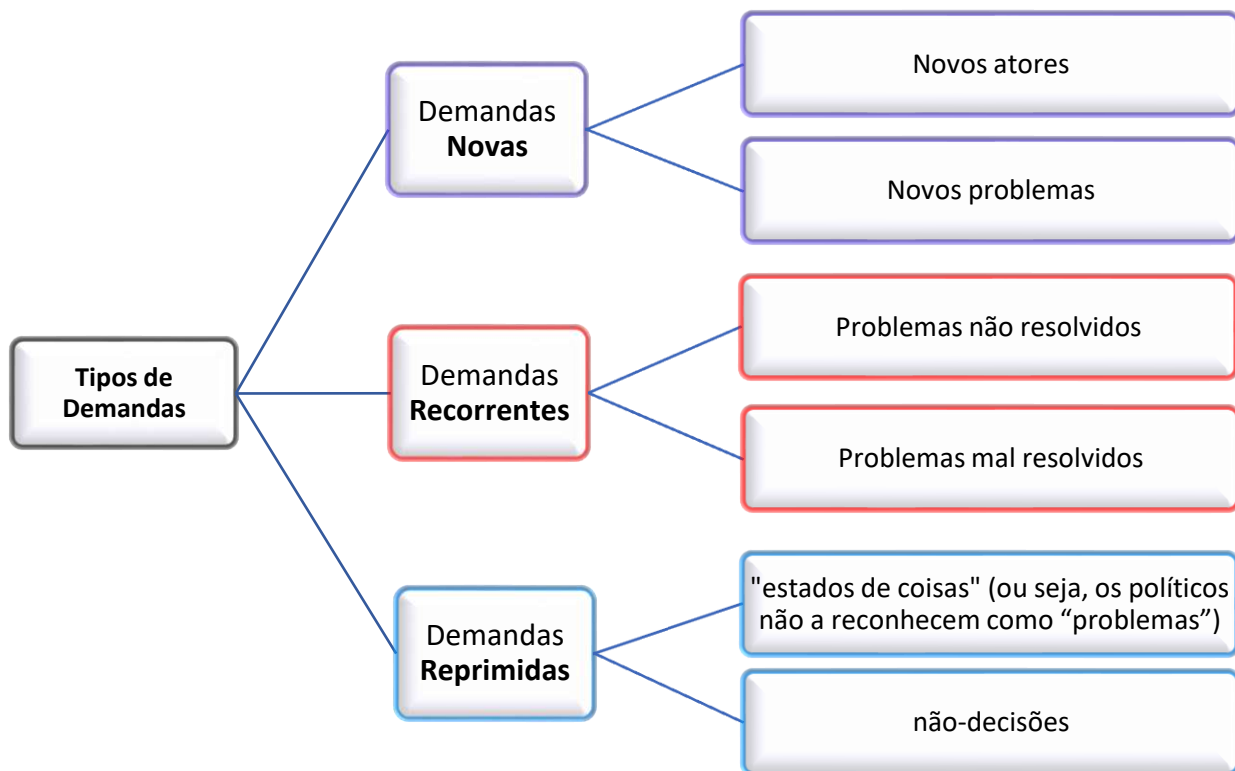 Tipos de
Demandas
Demandas
Novas
Novos atores
Novos problemas
Demandas
Recorrentes
Problemas não resolvidos
Problemas mal resolvidos
Demandas
Reprimidas
"estados de coisas" (ou seja, os políticos
não a reconhecem como “problemas”)
não-decisões